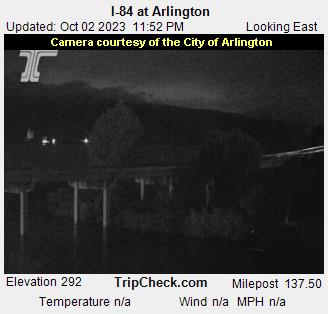 I-84 at Arlington
Updated: Oct 02 2023 11:52 PM Looking East
Camera courtesy of the City of Arlington
Elevation 292 TripCheck.com Milepost 137.50
Temperature n/a Wind n/a MPH n/a